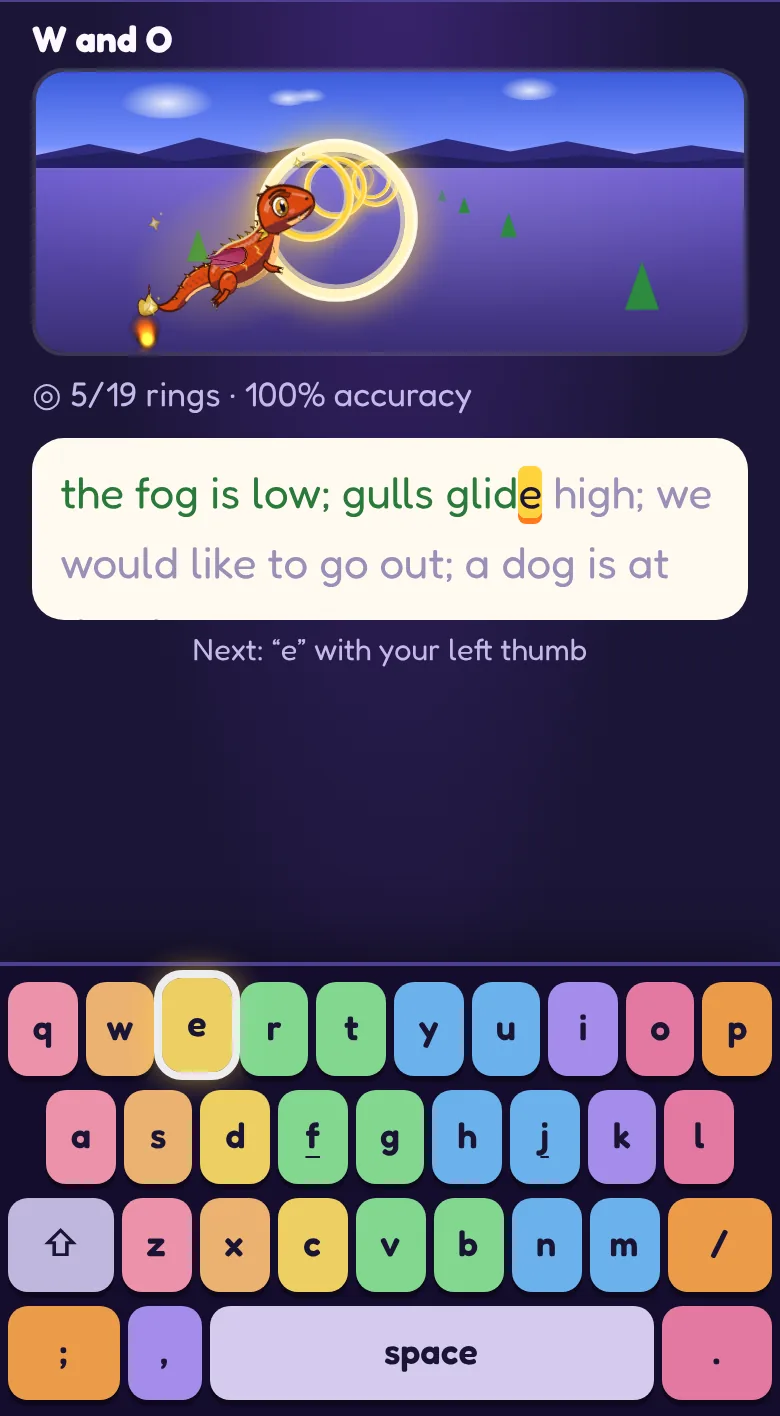 W and O
◎ 5/19 rings · 100% accuracy
the fog is low; gulls glide high; we
would like to go out; a dog is at
Next: “e” with your left thumb
q w e r t y u i o p
a s d f g h j k l
⇧ z x c v b n m /
; , space .